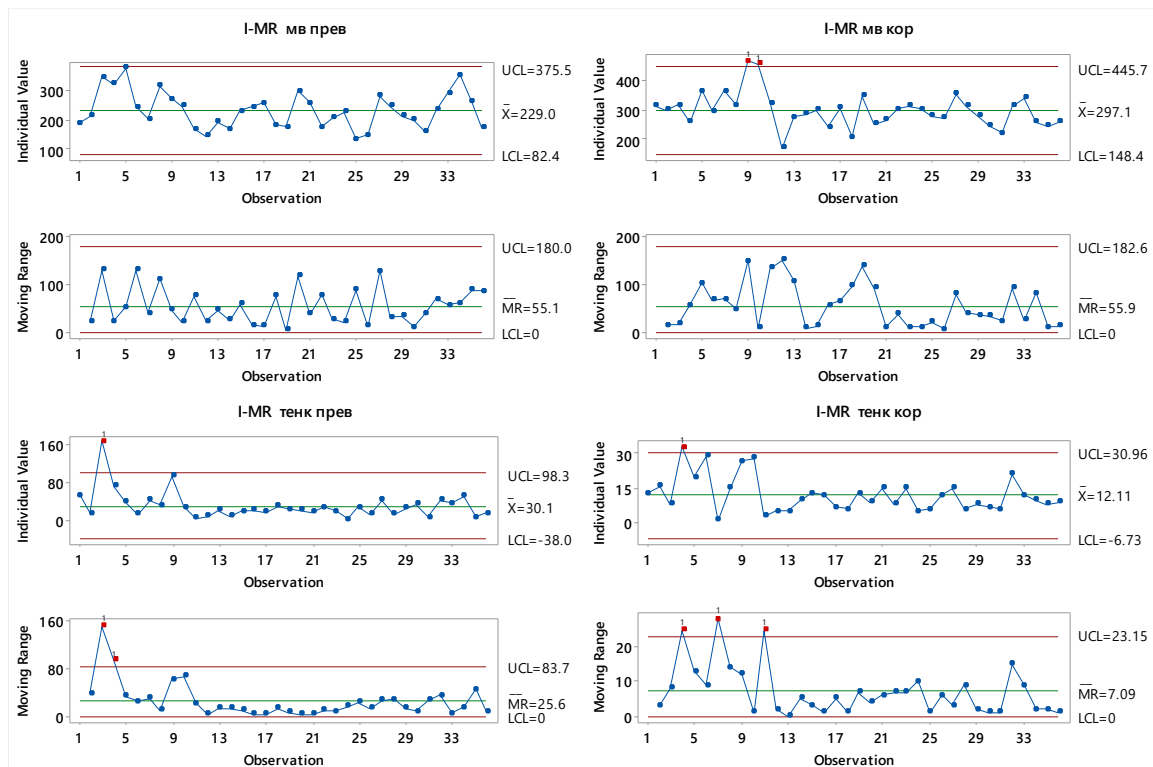 I-MR мв прев
Individual Value
300
200
100
UCL=375.5
X̄=229.0
LCL=82.4
1 5 9 13 17 21 25 29 33
Observation
Moving Range
200
100
0
UCL=180.0
M̅R̅=55.1
LCL=0
1 5 9 13 17 21 25 29 33
Observation
I-MR мв кор
Individual Value
400
300
200
1 1
UCL=445.7
X̄=297.1
LCL=148.4
1 5 9 13 17 21 25 29 33
Observation
Moving Range
200
100
0
UCL=182.6
M̅R̅=55.9
LCL=0
1 5 9 13 17 21 25 29 33
Observation
I-MR тенк прев
Individual Value
160
80
0
1
UCL=98.3
X̄=30.1
LCL=-38.0
1 5 9 13 17 21 25 29 33
Observation
Moving Range
160
80
0
1
1
UCL=83.7
M̅R̅=25.6
LCL=0
1 5 9 13 17 21 25 29 33
Observation
I-MR тенк кор
Individual Value
30
15
0
1
UCL=30.96
X̄=12.11
LCL=-6.73
1 5 9 13 17 21 25 29 33
Observation
Moving Range
20
10
0
1 1 1
UCL=23.15
M̅R̅=7.09
LCL=0
1 5 9 13 17 21 25 29 33
Observation